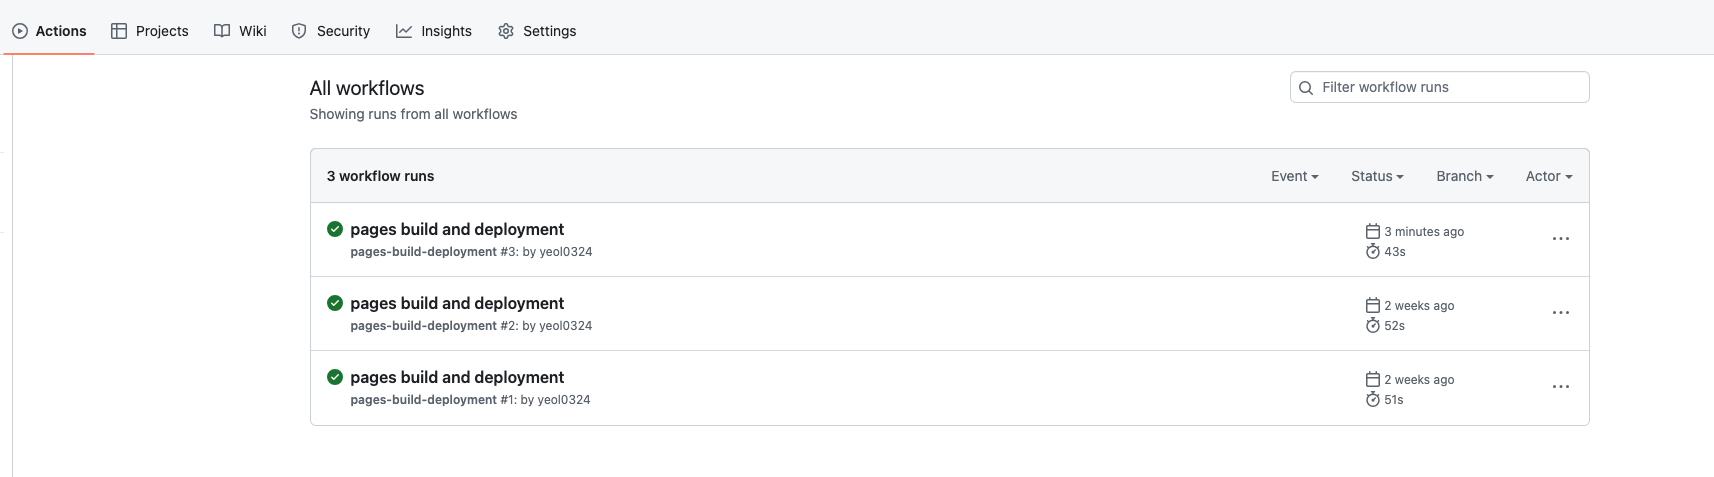 Actions Projects Wiki Security Insights Settings
All workflows
Filter workflow runs
Showing runs from all workflows
3 workflow runs Event Status Branch Actor
pages build and deployment
3 minutes ago
pages-build-deployment #3: by yeol0324
43s
pages build and deployment
2 weeks ago
pages-build-deployment #2: by yeol0324
52s
pages build and deployment
2 weeks ago
pages-build-deployment #1: by yeol0324
51s